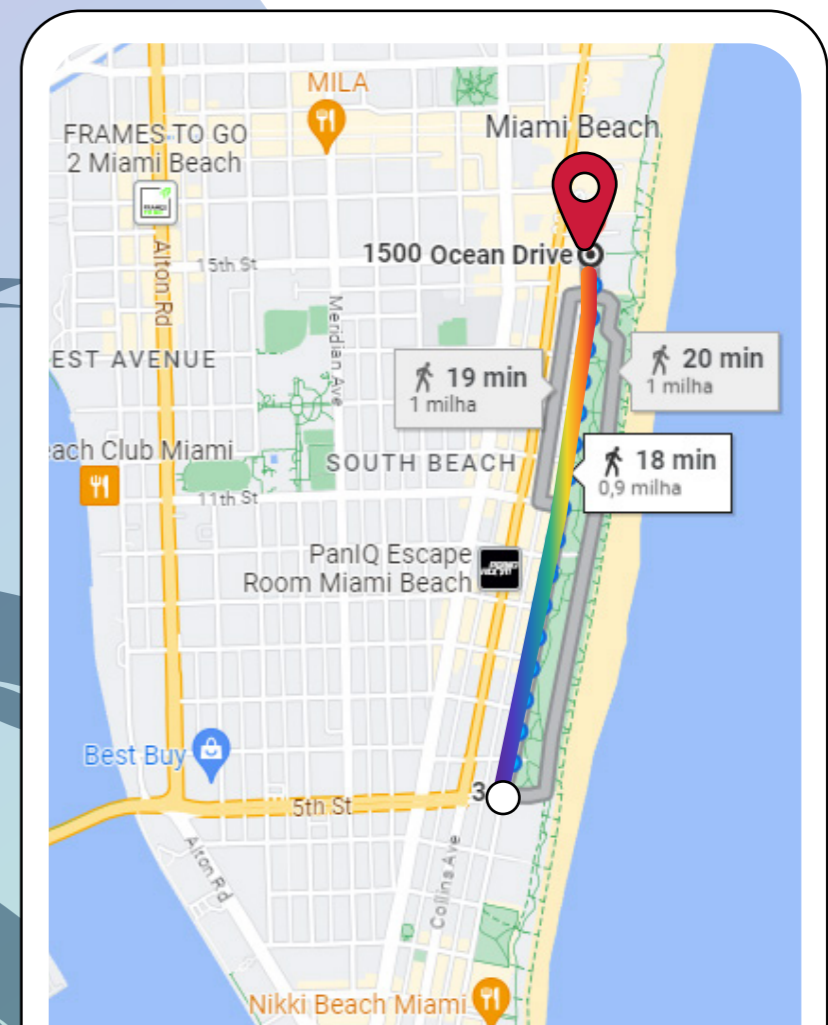 MILA
FRAMES TO GO
2 Miami Beach
Miami Beach
1500 Ocean Drive
15th St
Alton Rd
Meridian Ave
EST AVENUE
19 min
1 milha
20 min
1 milha
each Club Miami
SOUTH BEACH
18 min
0,9 milha
11th St
PanIQ Escape
Room Miami Beach
Best Buy
3
5th St
Alton Rd
Collins Ave
Nikki Beach Miami